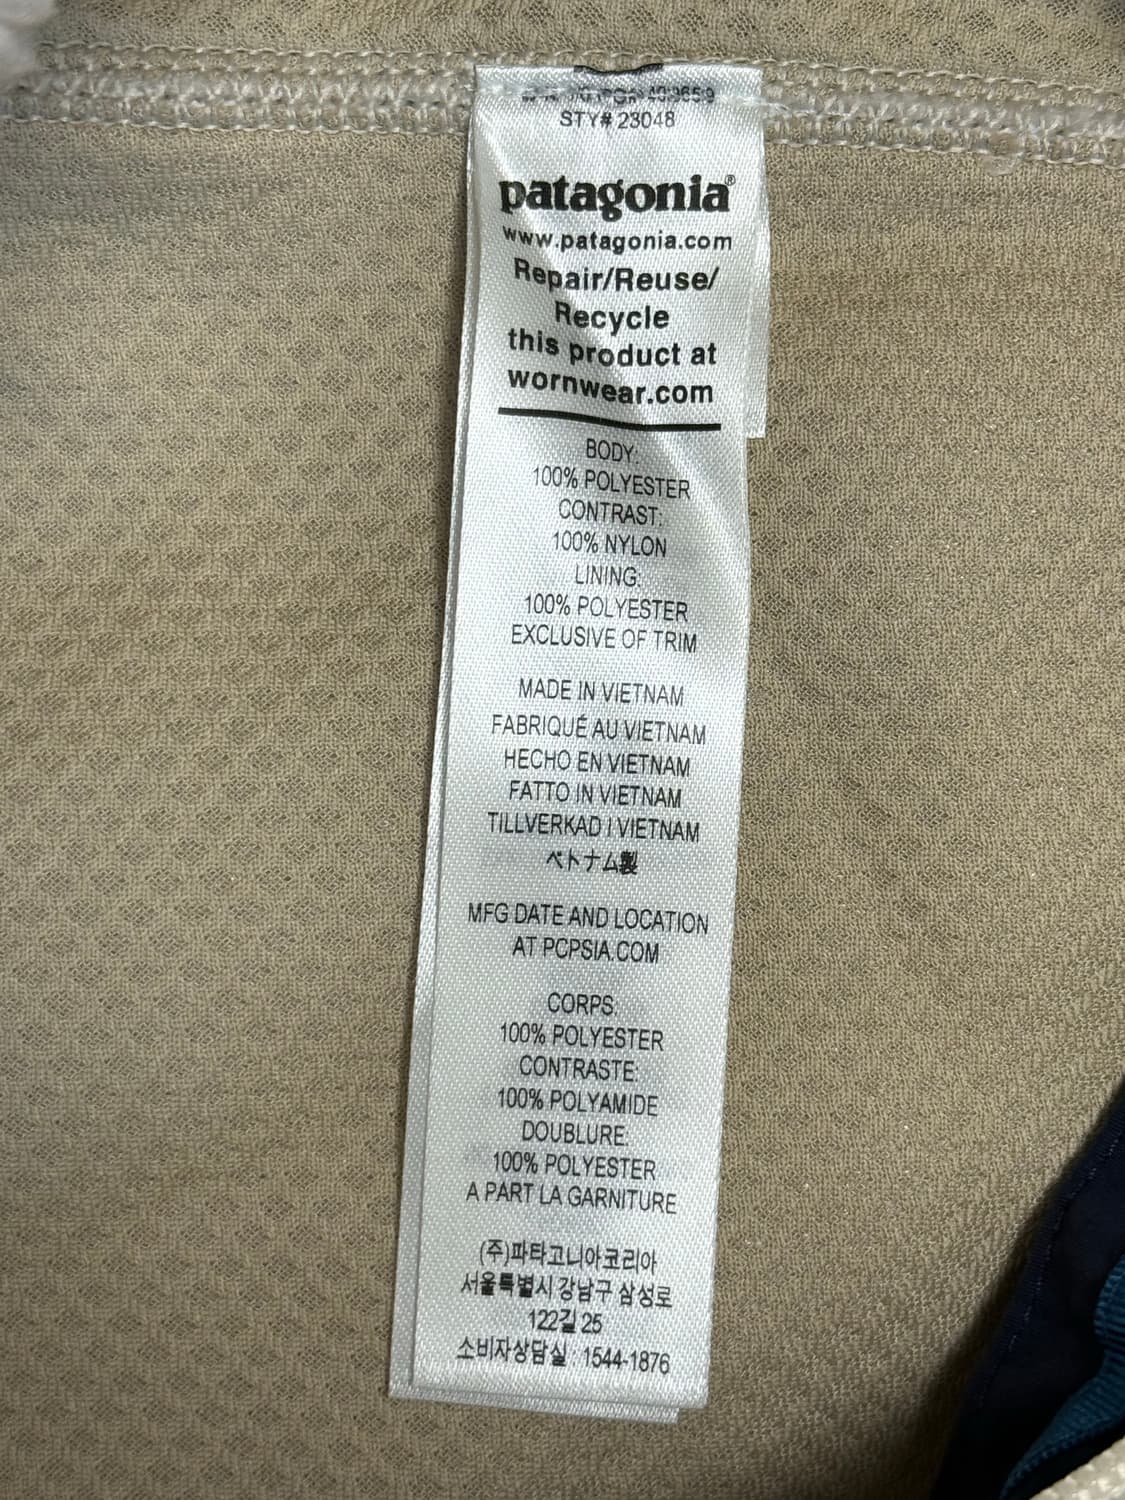 STY# 23048
patagonia®
www.patagonia.com
Repair/Reuse/
Recycle
this product at
wornwear.com
BODY:
100% POLYESTER
CONTRAST:
100% NYLON
LINING:
100% POLYESTER
EXCLUSIVE OF TRIM
MADE IN VIETNAM
FABRIQUÉ AU VIETNAM
HECHO EN VIETNAM
FATTO IN VIETNAM
TILLVERKAD I VIETNAM
ベトナム製
MFG DATE AND LOCATION
AT PCPSIA.COM
CORPS:
100% POLYESTER
CONTRASTE:
100% POLYAMIDE
DOUBLURE:
100% POLYESTER
A PART LA GARNITURE
(주)파타고니아코리아
서울특별시 강남구 삼성로
122길 25
소비자상담실 1544-1876